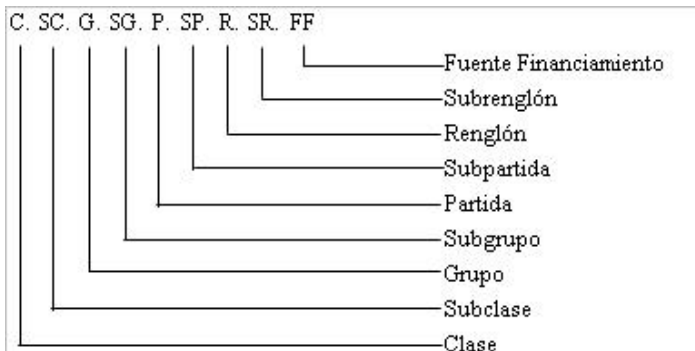 C. SC. G. SG. P. SP. R. SR. FF
Fuente Financiamiento
Subrenglón
Renglón
Subpartida
Partida
Subgrupo
Grupo
Subclase
Clase